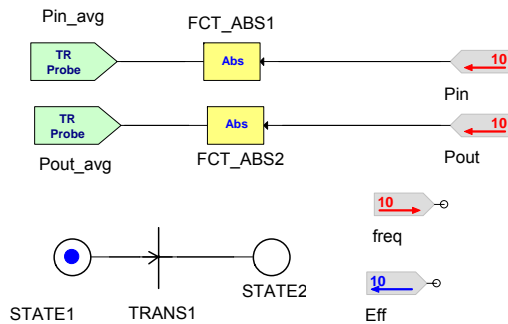 Pin_avg
FCT_ABS1
TR
Probe
Abs
10
Pin
TR
Probe
Abs
10
Pout_avg
FCT_ABS2
Pout
10
freq
10
STATE1
TRANS1
STATE2
Eff